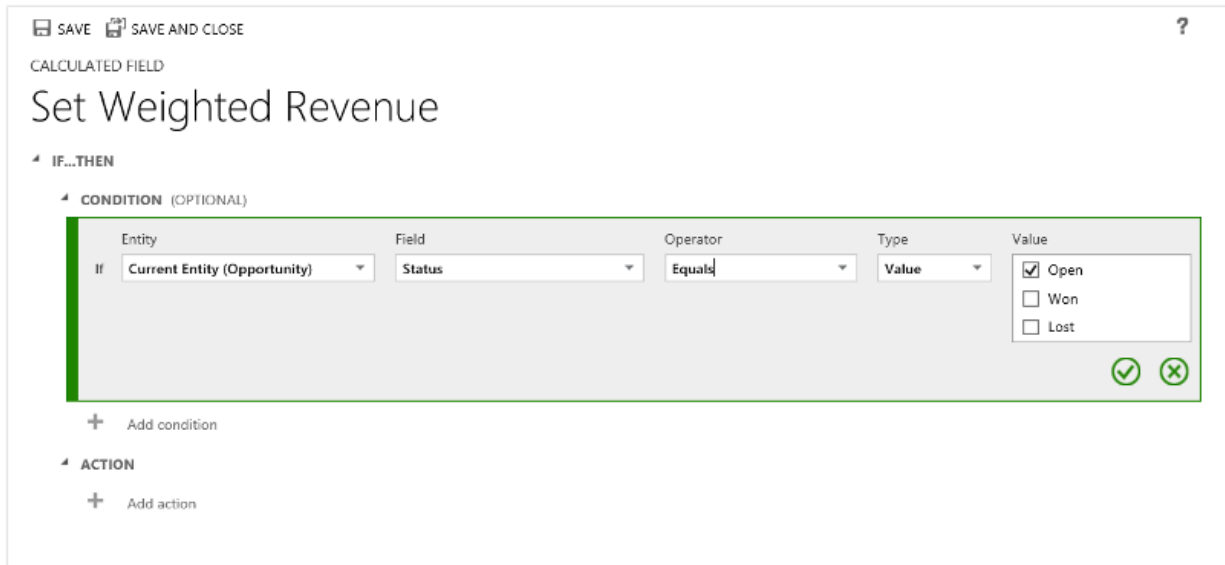 SAVE SAVE AND CLOSE ?
CALCULATED FIELD
Set Weighted Revenue
IF...THEN
CONDITION (OPTIONAL)
Entity Field Operator Type Value
If Current Entity (Opportunity) Status Equals Value Open
Won
Lost
Add condition
ACTION
Add action